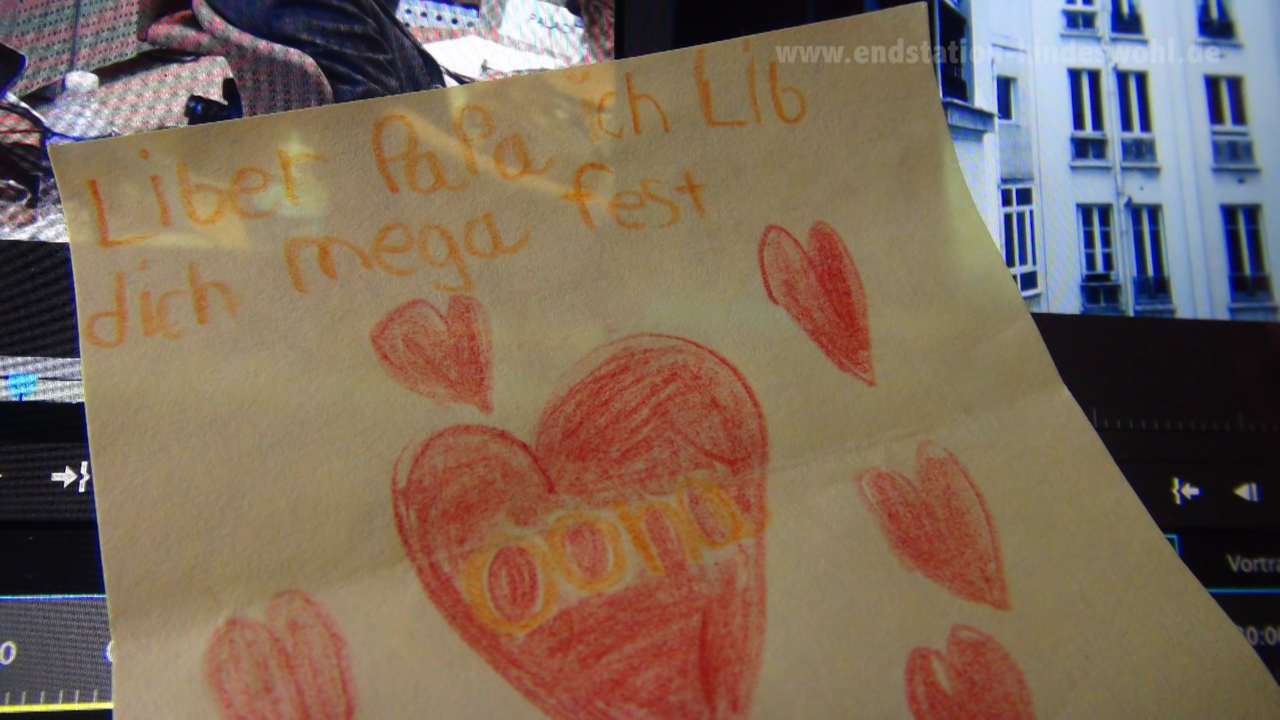 www.endstation-kindeswohl.de
Liber PaPa ich Lib
dich mega fest
oona
Vortra